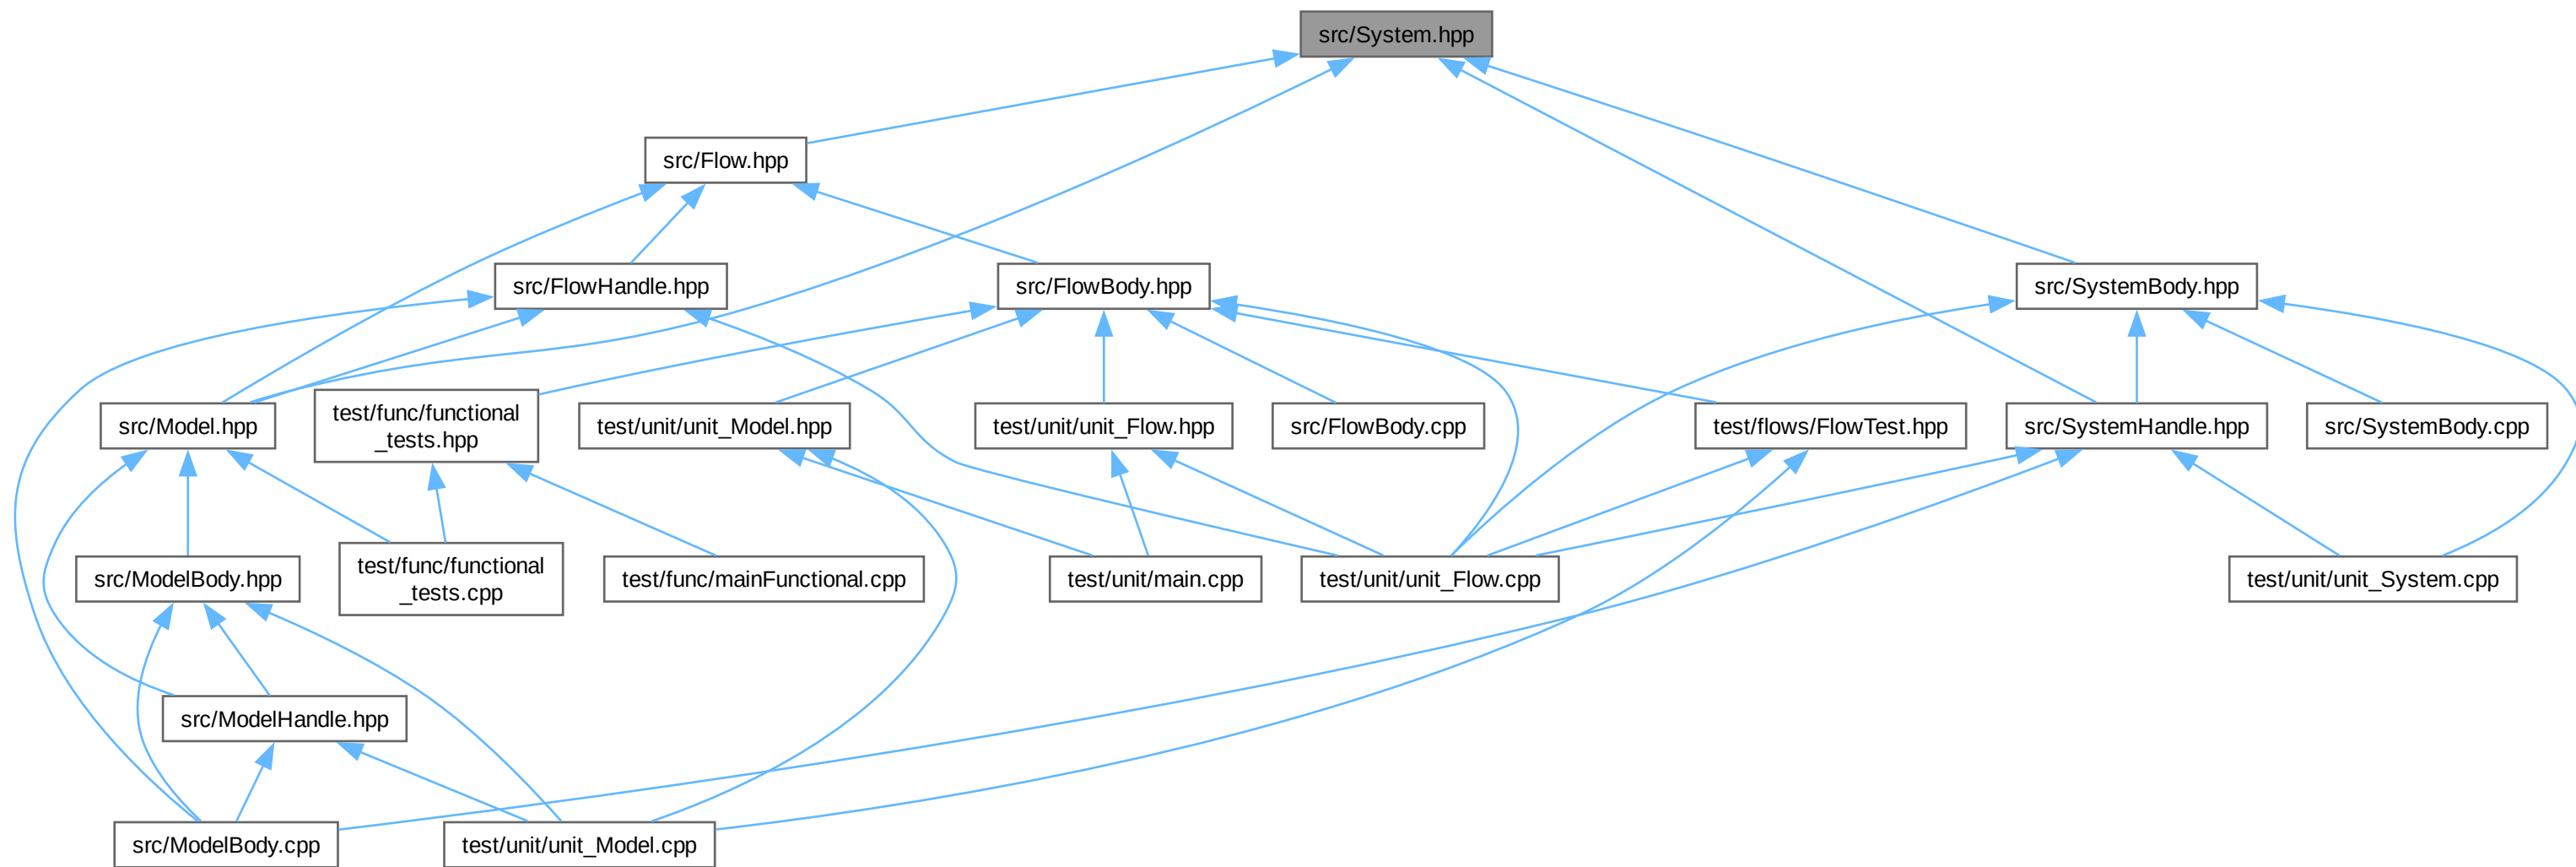 src/System.hpp
src/Flow.hpp
src/FlowHandle.hpp
src/FlowBody.hpp
src/SystemBody.hpp
src/Model.hpp
test/func/functional
_tests.hpp
test/unit/unit_Model.hpp
test/unit/unit_Flow.hpp
src/FlowBody.cpp
test/flows/FlowTest.hpp
src/SystemHandle.hpp
src/SystemBody.cpp
src/ModelBody.hpp
test/func/functional
_tests.cpp
test/func/mainFunctional.cpp
test/unit/main.cpp
test/unit/unit_Flow.cpp
test/unit/unit_System.cpp
src/ModelHandle.hpp
src/ModelBody.cpp
test/unit/unit_Model.cpp